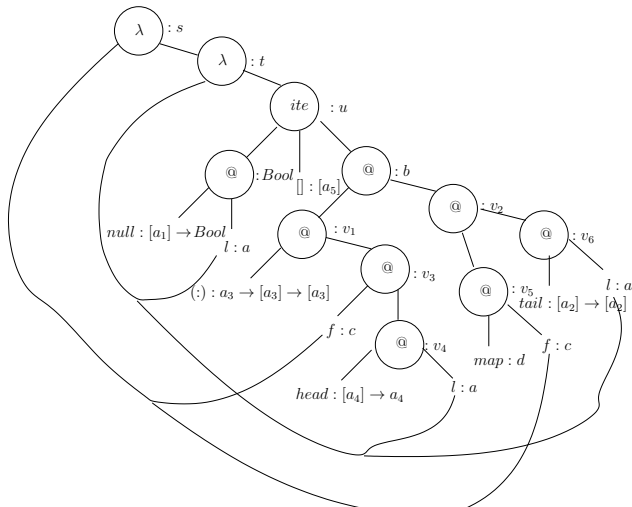 λ : s
λ : t
ite : u
@ :Bool [] : [a₅] @ : b
@ : v₂
null : [a₁] → Bool @ : v₁ @ : v₆
l : a
(:) : a₃ → [a₃] → [a₃] @ : v₃ @ : v₅ l : a
tail : [a₂] → [a₂]
f : c @ : v₄ map : d f : c
head : [a₄] → a₄ l : a